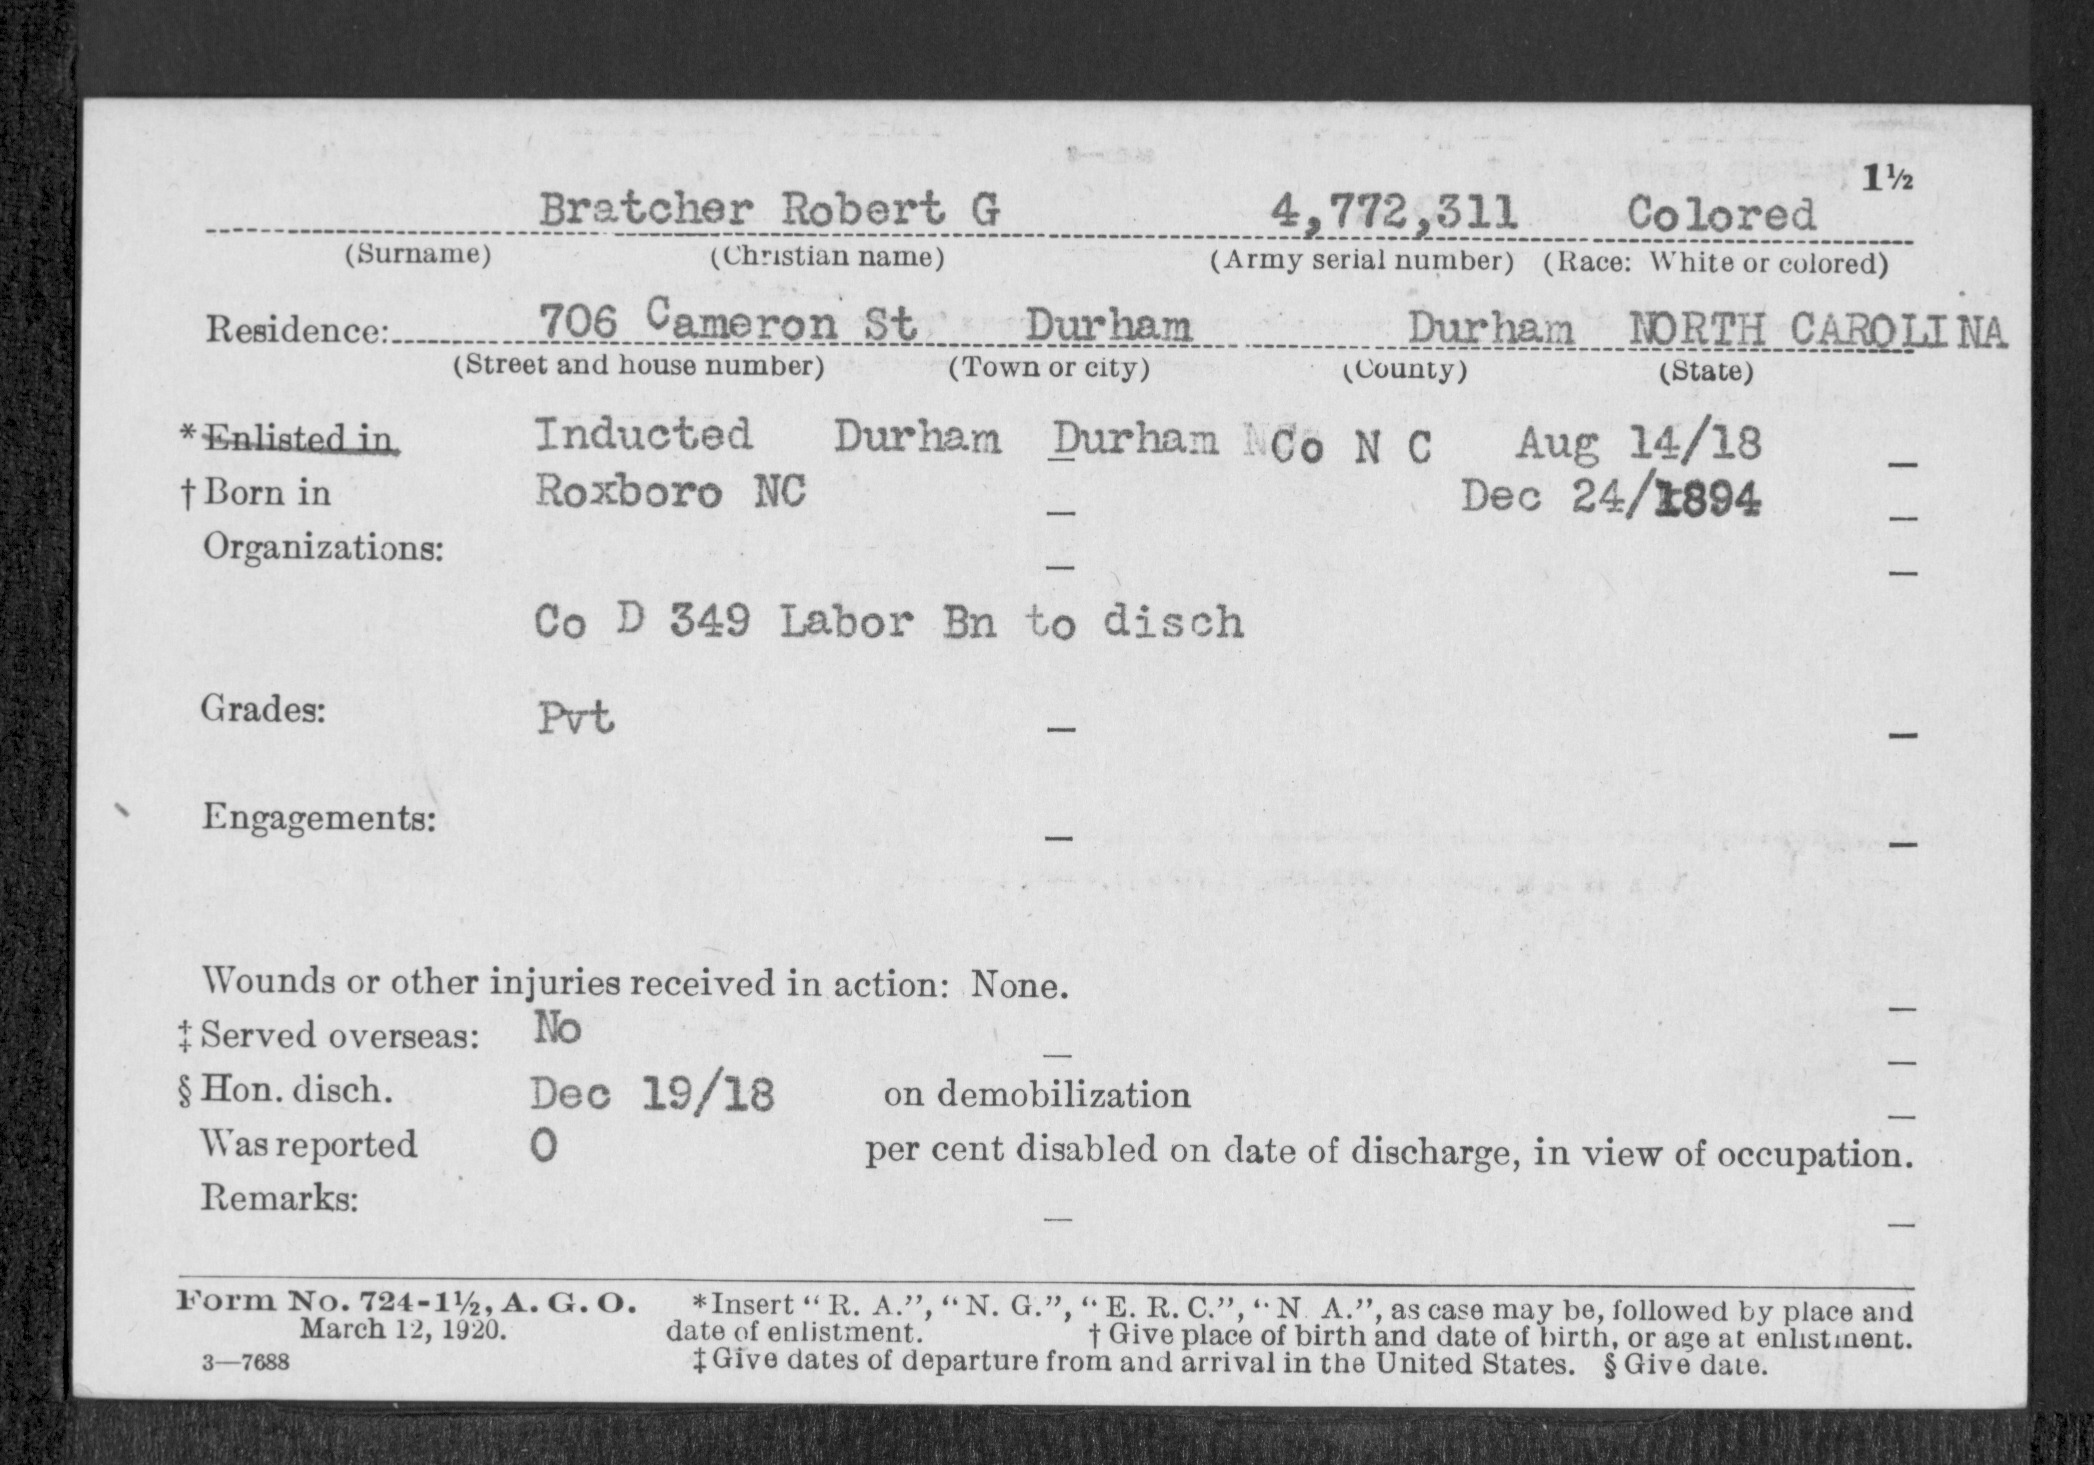 1½
Bratcher Robert G 4,772,311 Colored
(Surname) (Christian name) (Army serial number) (Race: White or colored)
Residence: 706 Cameron St Durham Durham NORTH CAROLINA
(Street and house number) (Town or city) (County) (State)
* Enlisted in Inducted Durham Durham Co N C Aug 14/18
† Born in Roxboro NC Dec 24/1894
Organizations:
Co D 349 Labor Bn to disch
Grades: Pvt
Engagements:
Wounds or other injuries received in action: None.
‡ Served overseas: No
§ Hon. disch. Dec 19/18 on demobilization
Was reported 0 per cent disabled on date of discharge, in view of occupation.
Remarks:
Form No. 724-1½, A. G. O. *Insert "R. A.", "N. G.", "E. R. C.", "N. A.", as case may be, followed by place and
March 12, 1920. date of enlistment. † Give place of birth and date of birth, or age at enlistment.
3—7688 ‡ Give dates of departure from and arrival in the United States. § Give date.